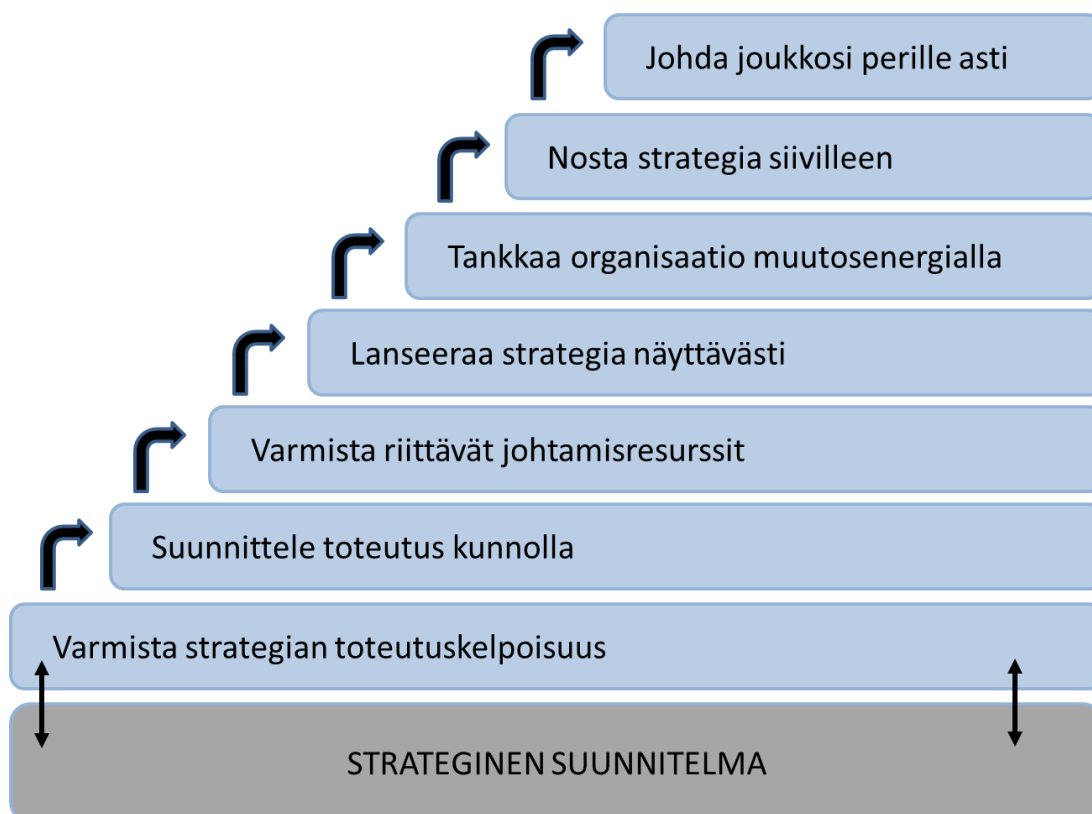 Johda joukkosi perille asti
Nosta strategia siivilleen
Tankkaa organisaatio muutosenergialla
Lanseeraa strategia näyttävästi
Varmista riittävät johtamisresurssit
Suunnittele toteutus kunnolla
Varmista strategian toteutuskelpoisuus
STRATEGINEN SUUNNITELMA